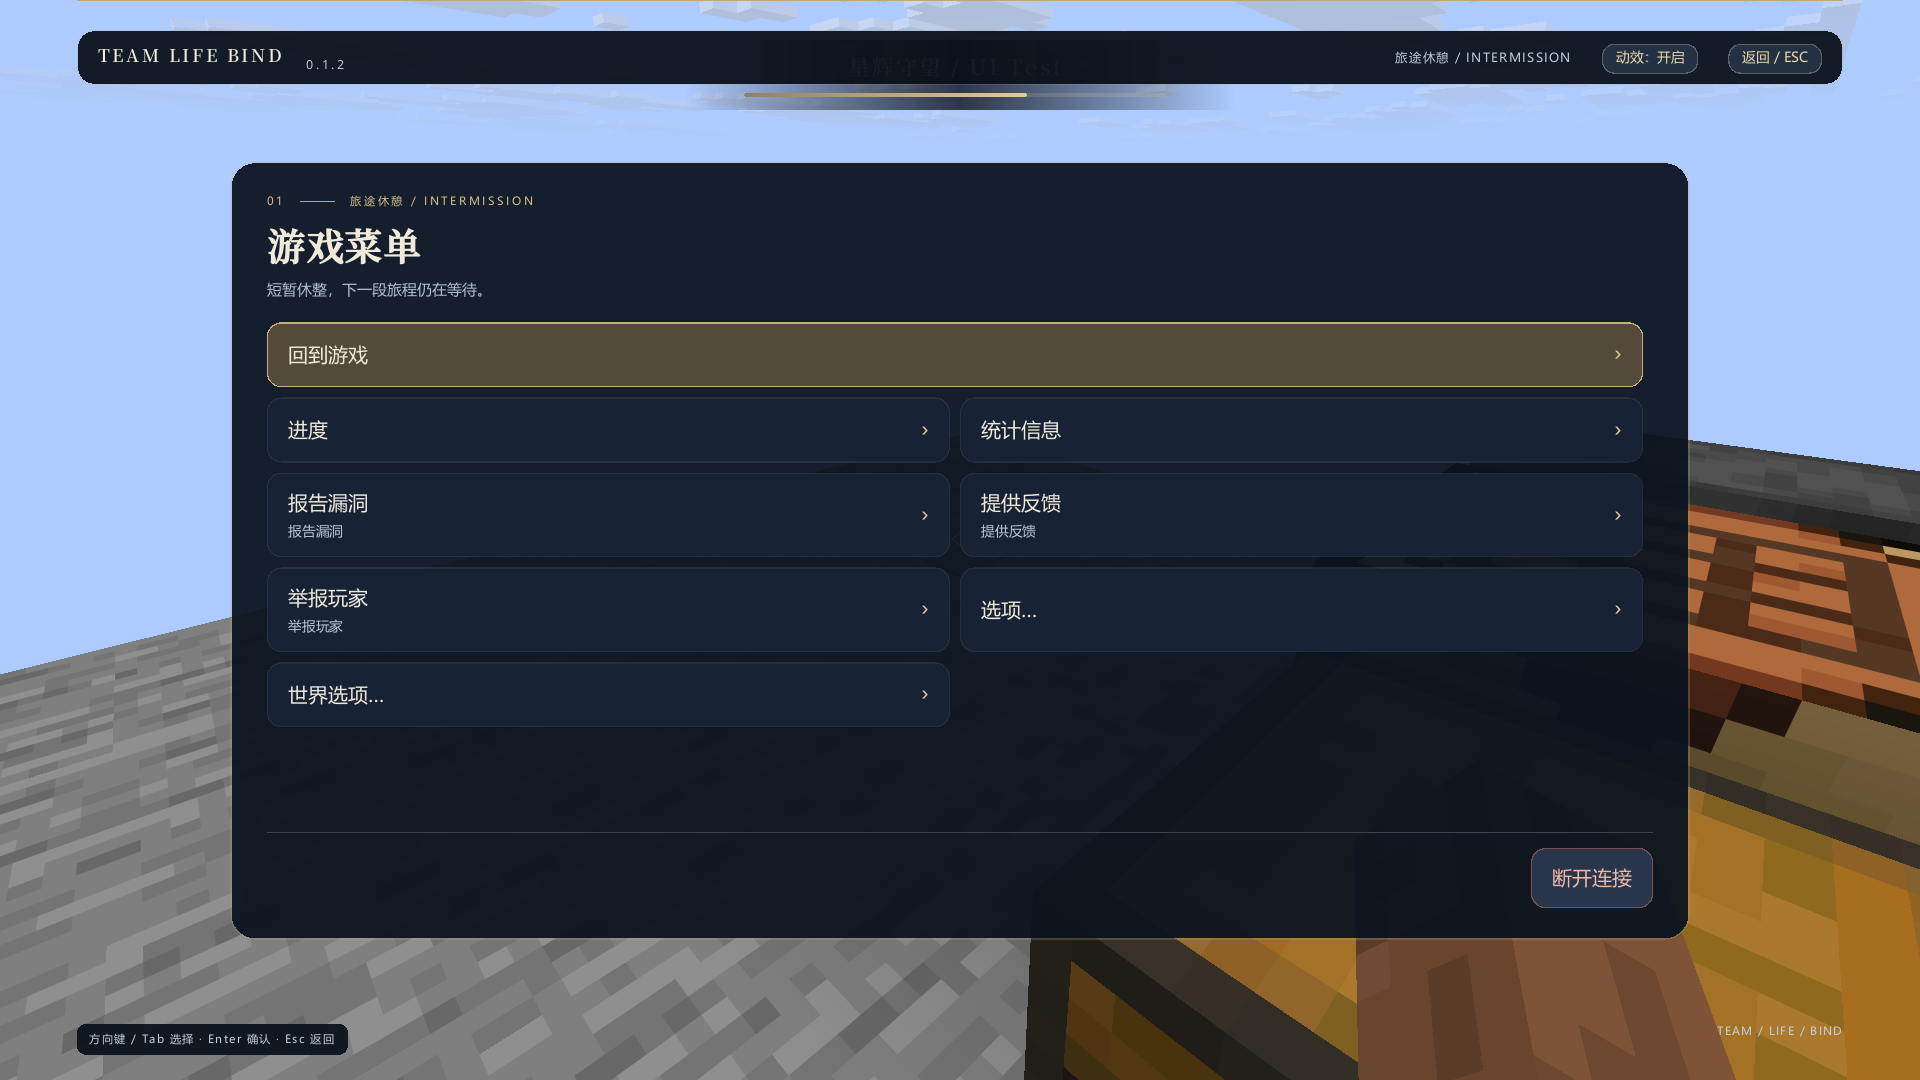 TEAM LIFE BIND 0.1.2
星辉守望 / UI Test
旅途休憩 / INTERMISSION
动效：开启
返回 / ESC
01 旅途休憩 / INTERMISSION
游戏菜单
短暂休整，下一段旅程仍在等待。
回到游戏 ›
进度 ›
统计信息 ›
报告漏洞
报告漏洞 ›
提供反馈
提供反馈 ›
举报玩家
举报玩家 ›
选项... ›
世界选项... ›
断开连接
方向键 / Tab 选择 · Enter 确认 · Esc 返回
TEAM / LIFE / BIND